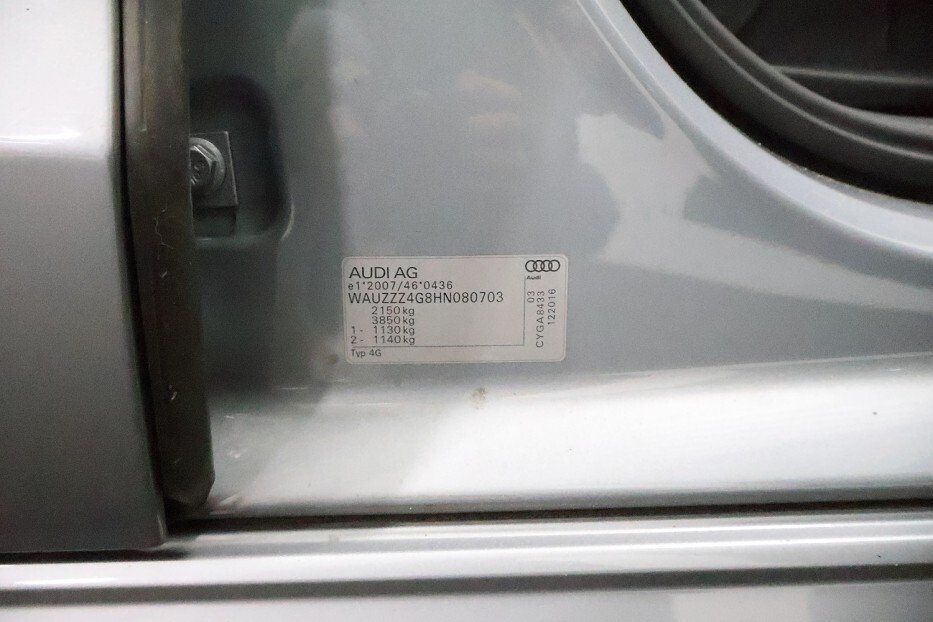 AUDI AG
e1*2007/46*0436
WAUZZZ4G8HN080703
2150kg
3850kg
1 - 1130kg
2 - 1140kg
Typ 4G
Audi
03
CYGA8433
122016